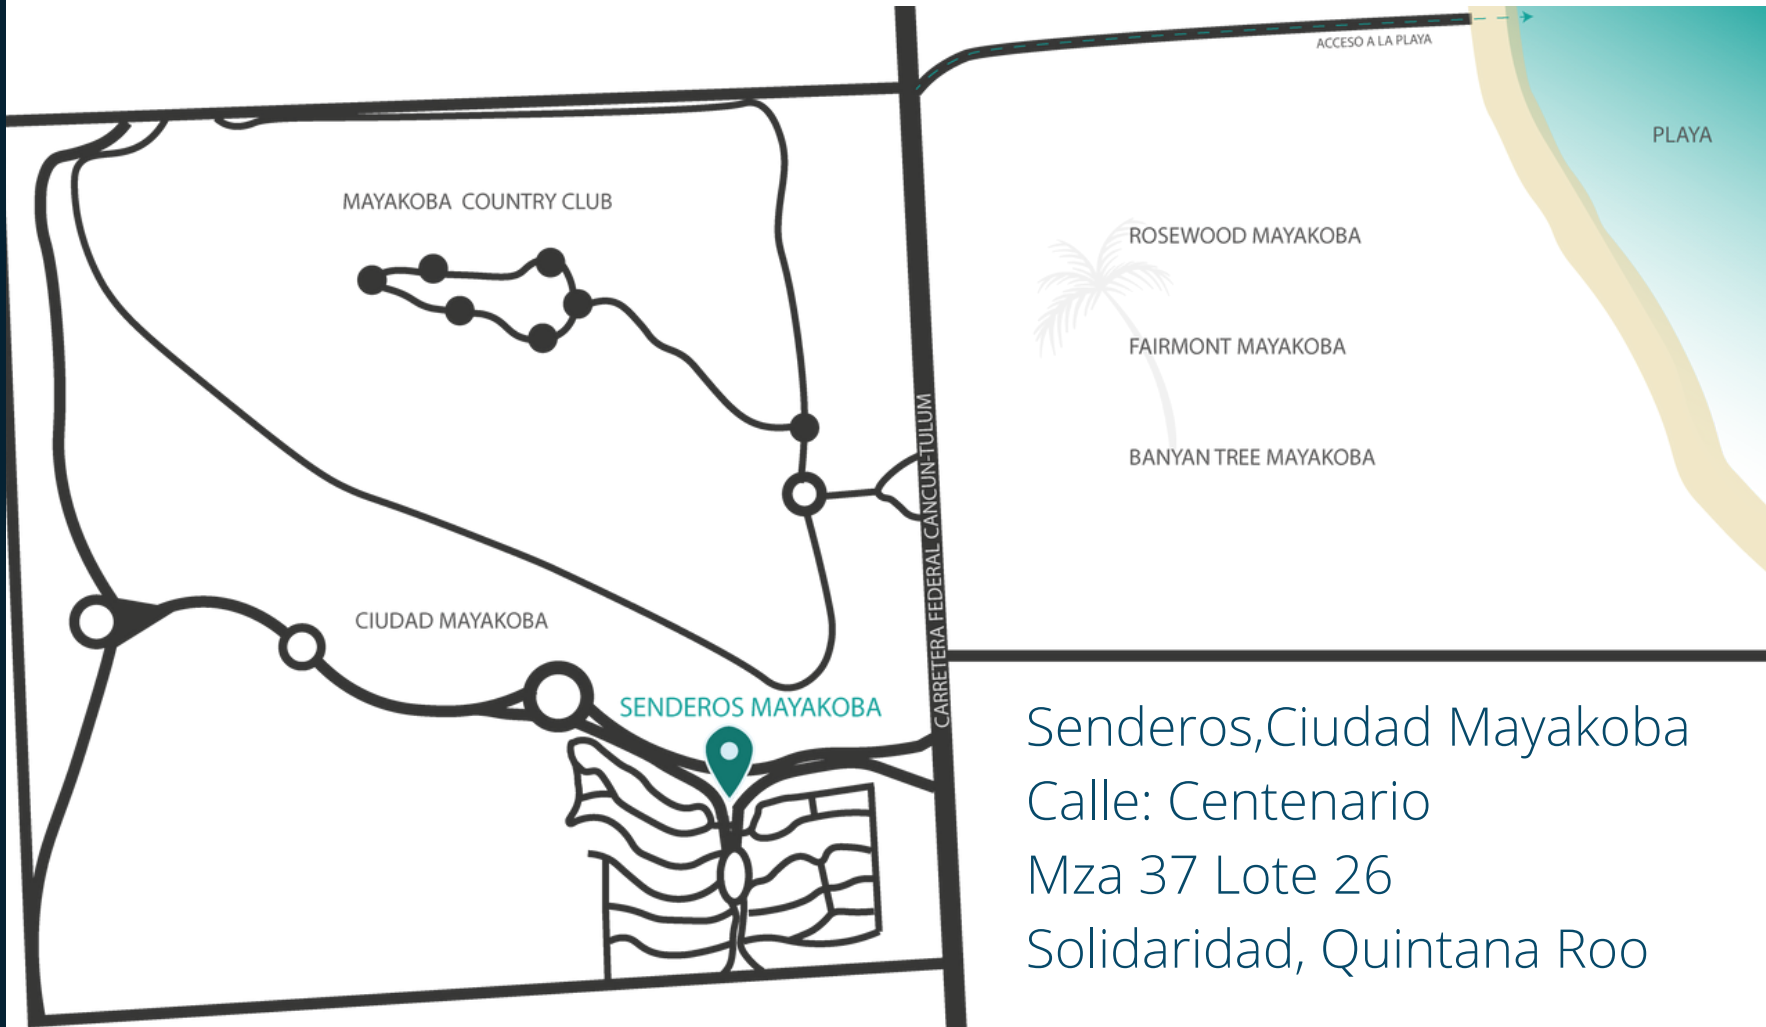 ACCESO A LA PLAYA
PLAYA
MAYAKOBA COUNTRY CLUB
ROSEWOOD MAYAKOBA
FAIRMONT MAYAKOBA
BANYAN TREE MAYAKOBA
CARRETERA FEDERAL CANCUN-TULUM
CIUDAD MAYAKOBA
SENDEROS MAYAKOBA
Senderos,Ciudad Mayakoba
Calle: Centenario
Mza 37 Lote 26
Solidaridad, Quintana Roo